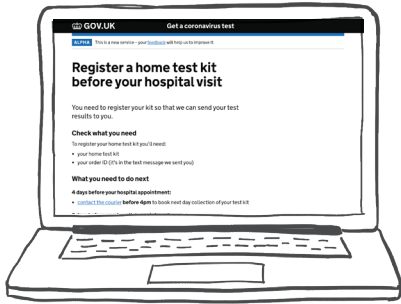 GOV.UK Get a coronavirus test
ALPHA This is a new service – your feedback will help us to improve it
Register a home test kit
before your hospital visit
You need to register your kit so that we can send your test
results to you.
Check what you need
To register your home test kit you'll need:
• your home test kit
• your order ID (it's in the text message we sent you)
What you need to do next
4 days before your hospital appointment:
• contact the courier before 4pm to book next day collection of your test kit